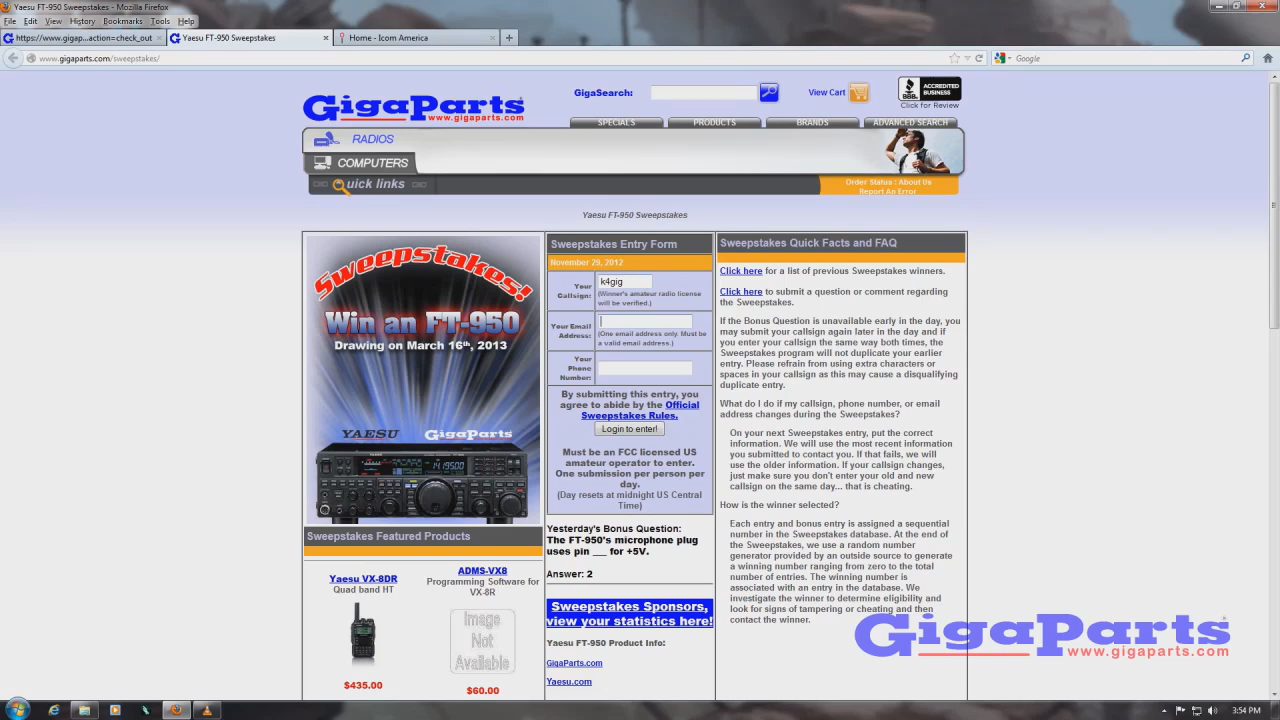 Yaesu FT-950 Sweepstakes - Mozilla Firefox
File Edit View History Bookmarks Tools Help
https://www.gigap...action=check_out
Yaesu FT-950 Sweepstakes
Home - Icom America
www.gigaparts.com/sweepstakes/
Google
GigaParts
www.gigaparts.com
GigaSearch:
View Cart
BBB
ACCREDITED
BUSINESS
Click for Review
SPECIALS PRODUCTS BRANDS ADVANCED SEARCH
RADIOS
COMPUTERS
uick links
Order Status : About Us
Report An Error
Yaesu FT-950 Sweepstakes
Sweepstakes!
Win an FT-950
Drawing on March 16th, 2013
YAESU GigaParts
14.195.00
Sweepstakes Featured Products
Yaesu VX-8DR
Quad band HT
$435.00
ADMS-VX8
Programming Software for
VX-8R
Image
Not
Available
$60.00
Sweepstakes Entry Form
November 29, 2012
Your
Callsign:
k4gig
(Winner's amateur radio license
will be verified.)
Your Email
Address:
(One email address only. Must be
a valid email address.)
Your
Phone
Number:
By submitting this entry, you
agree to abide by the Official
Sweepstakes Rules.
Login to enter!
Must be an FCC licensed US
amateur operator to enter.
One submission per person per
day.
(Day resets at midnight US Central
Time)
Yesterday's Bonus Question:
The FT-950's microphone plug
uses pin ___ for +5V.
Answer: 2
Sweepstakes Sponsors,
view your statistics here!
Yaesu FT-950 Product Info:
GigaParts.com
Yaesu.com
Sweepstakes Quick Facts and FAQ
Click here for a list of previous Sweepstakes winners.
Click here to submit a question or comment regarding
the Sweepstakes.
If the Bonus Question is unavailable early in the day, you
may submit your callsign again later in the day and if
you enter your callsign the same way both times, the
Sweepstakes program will not duplicate your earlier
entry. Please refrain from using extra characters or
spaces in your callsign as this may cause a disqualifying
duplicate entry.
What do I do if my callsign, phone number, or email
address changes during the Sweepstakes?
On your next Sweepstakes entry, put the correct
information. We will use the most recent information
you submitted to contact you. If that fails, we will
use the older information. If your callsign changes,
just make sure you don't enter your old and new
callsign on the same day... that is cheating.
How is the winner selected?
Each entry and bonus entry is assigned a sequential
number in the Sweepstakes database. At the end of
the Sweepstakes, we use a random number
generator provided by an outside source to generate
a winning number ranging from zero to the total
number of entries. The winning number is
associated with an entry in the database. We
investigate the winner to determine eligibility and
look for signs of tampering or cheating and then
contact the winner.
GigaParts
www.gigaparts.com
3:54 PM